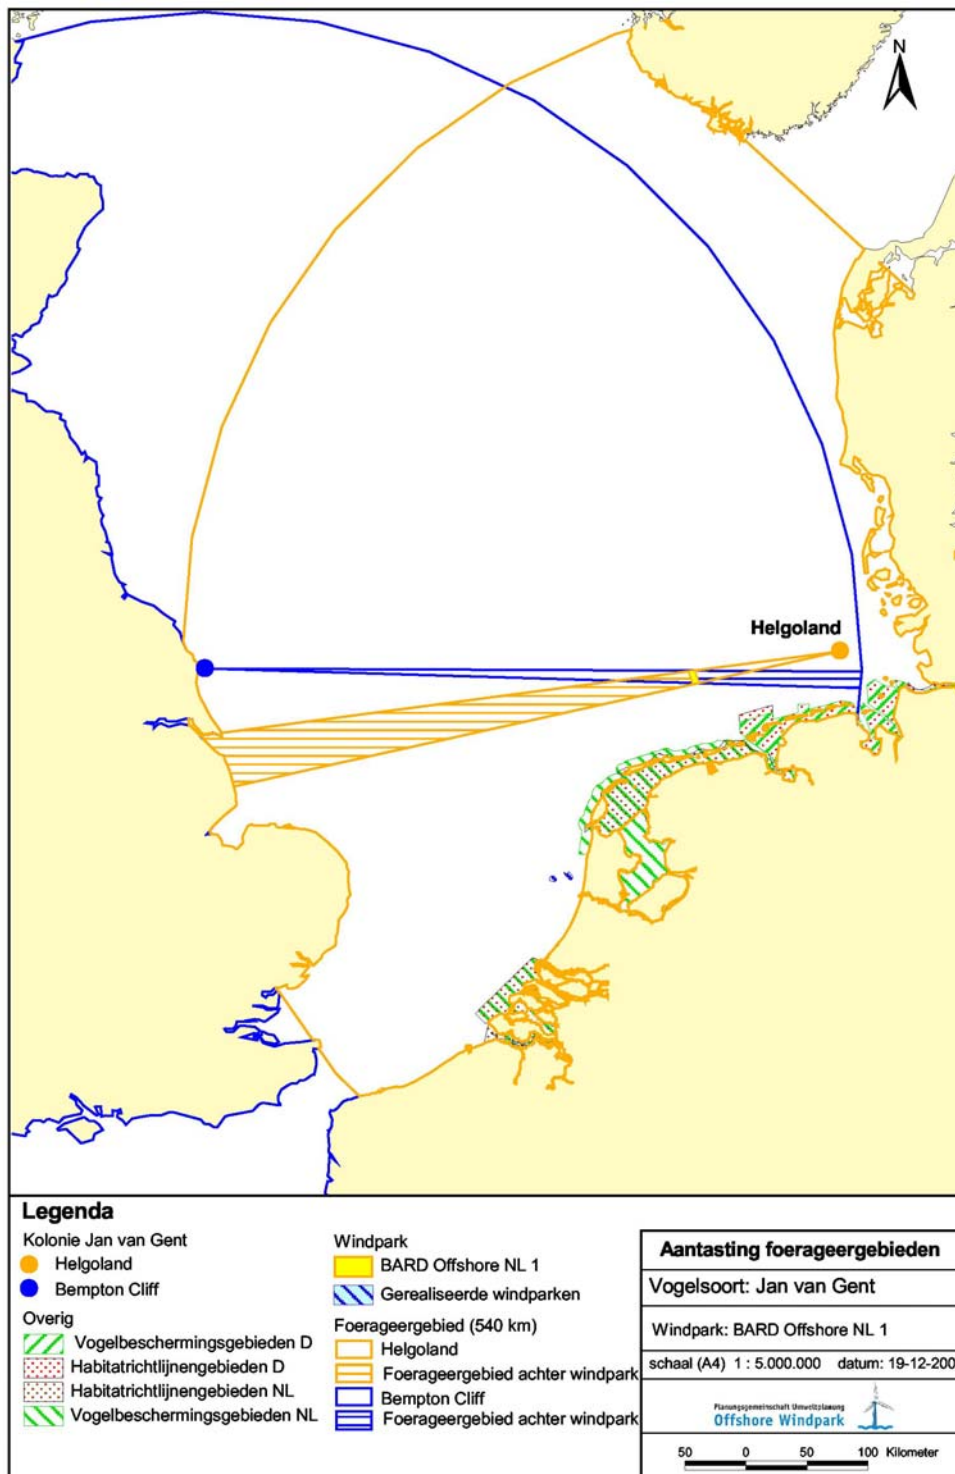 N
Helgoland
Legenda
Kolonie Jan van Gent
Helgoland
Bempton Cliff
Overig
Vogelbeschermingsgebieden D
Habitatrichtlijnengebieden D
Habitatrichtlijnengebieden NL
Vogelbeschermingsgebieden NL
Windpark
BARD Offshore NL 1
Gerealiseerde windparken
Foerageergebied (540 km)
Helgoland
Foerageergebied achter windpark
Bempton Cliff
Foerageergebied achter windpark
Aantasting foerageergebieden
Vogelsoort: Jan van Gent
Windpark: BARD Offshore NL 1
schaal (A4) 1 : 5.000.000 datum: 19-12-200
Planungsgemeinschaft Umweltplanung
Offshore Windpark
50 0 50 100 Kilometer